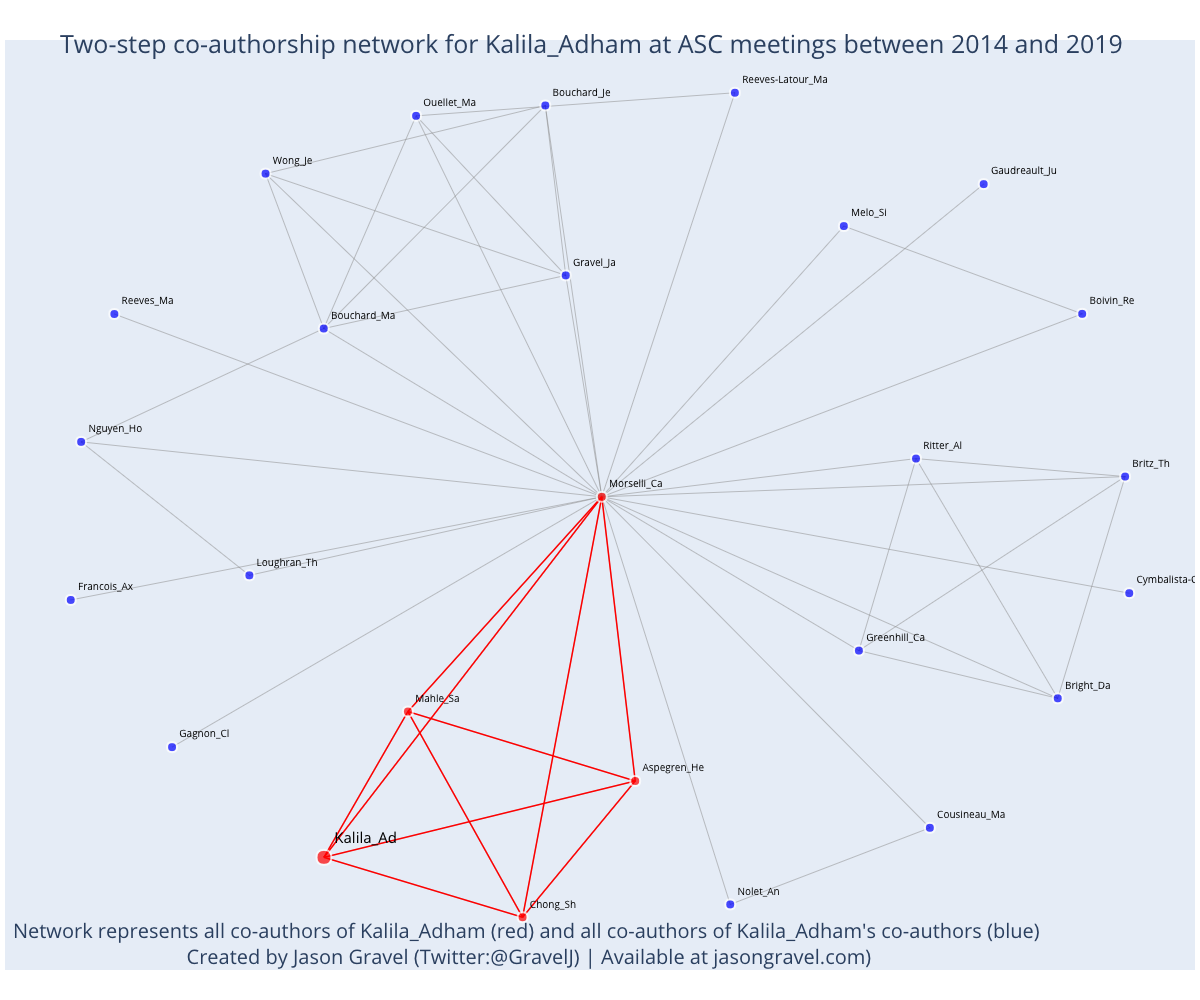 Two-step co-authorship network for Kalila_Adham at ASC meetings between 2014 and 2019
Reeves-Latour_Ma
Bouchard_Je
Ouellet_Ma
Wong_Je
Gaudreault_Ju
Melo_Si
Gravel_Ja
Reeves_Ma
Boivin_Re
Bouchard_Ma
Nguyen_Ho
Ritter_Al
Britz_Th
Morselli_Ca
Loughran_Th
Francois_Ax
Cymbalista-C
Greenhill_Ca
Bright_Da
Mahle_Sa
Gagnon_Cl
Aspegren_He
Cousineau_Ma
Kalila_Ad
Nolet_An
Chong_Sh
Network represents all co-authors of Kalila_Adham (red) and all co-authors of Kalila_Adham's co-authors (blue)
Created by Jason Gravel (Twitter:@GravelJ) | Available at jasongravel.com)